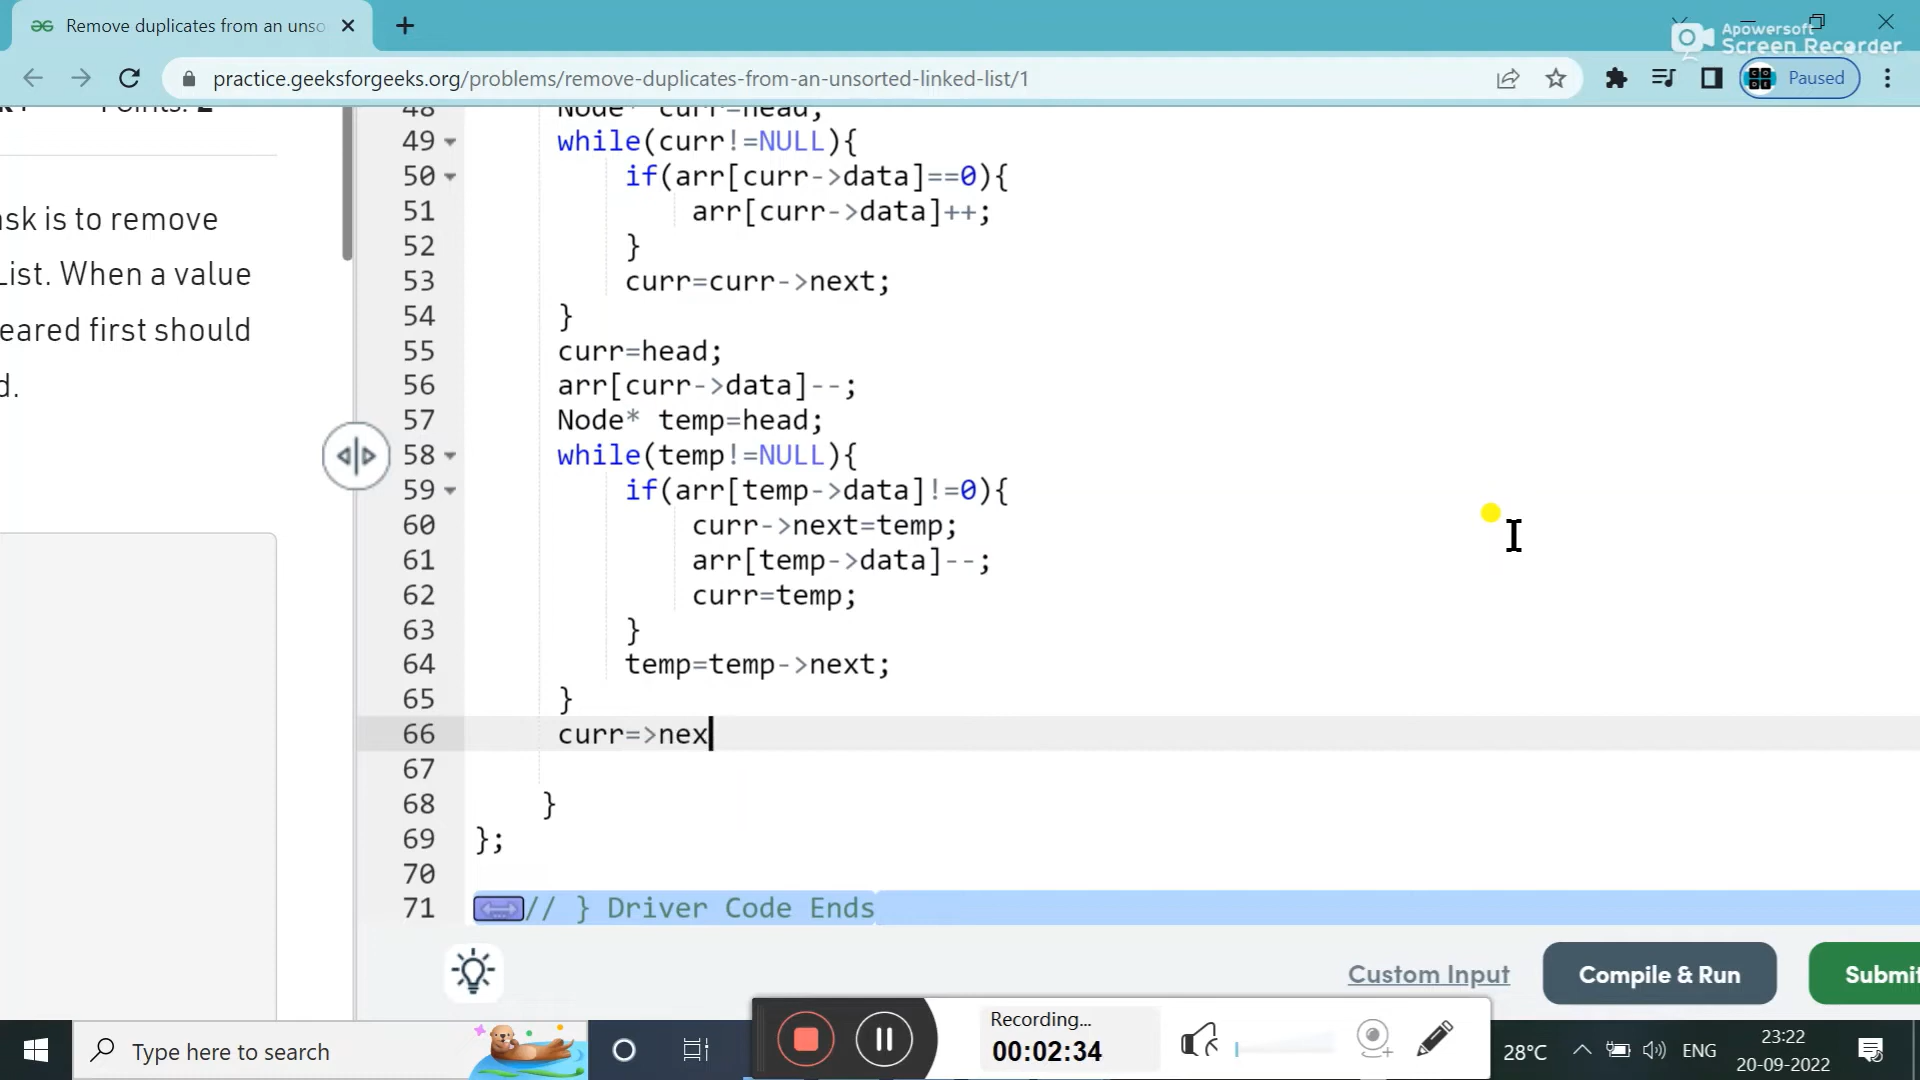 Remove duplicates from an unso
Apowersoft
Screen Recorder
practice.geeksforgeeks.org/problems/remove-duplicates-from-an-unsorted-linked-list/1
Paused
ask is to remove
List. When a value
eared first should
d.
48 Node* curr=head;
49 while(curr!=NULL){
50 if(arr[curr->data]==0){
51 arr[curr->data]++;
52 }
53 curr=curr->next;
54 }
55 curr=head;
56 arr[curr->data]--;
57 Node* temp=head;
58 while(temp!=NULL){
59 if(arr[temp->data]!=0){
60 curr->next=temp;
61 arr[temp->data]--;
62 curr=temp;
63 }
64 temp=temp->next;
65 }
66 curr=>nex
67
68 }
69 };
70
71 // } Driver Code Ends
Custom Input
Compile & Run
Submit
Recording...
00:02:34
Type here to search
28°C
ENG
23:22
20-09-2022